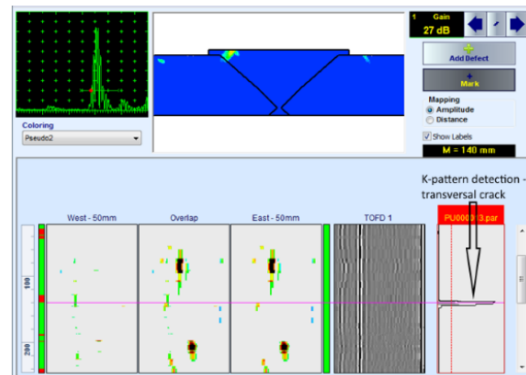 1 Gain
27 dB
Add Defect
Mark
Coloring
Pseudo2
Mapping
Amplitude
Distance
Show Labels
M = 140 mm
K-pattern detection -
transversal crack
West - 50mm
Overlap
East - 50mm
TOFD 1
100
200